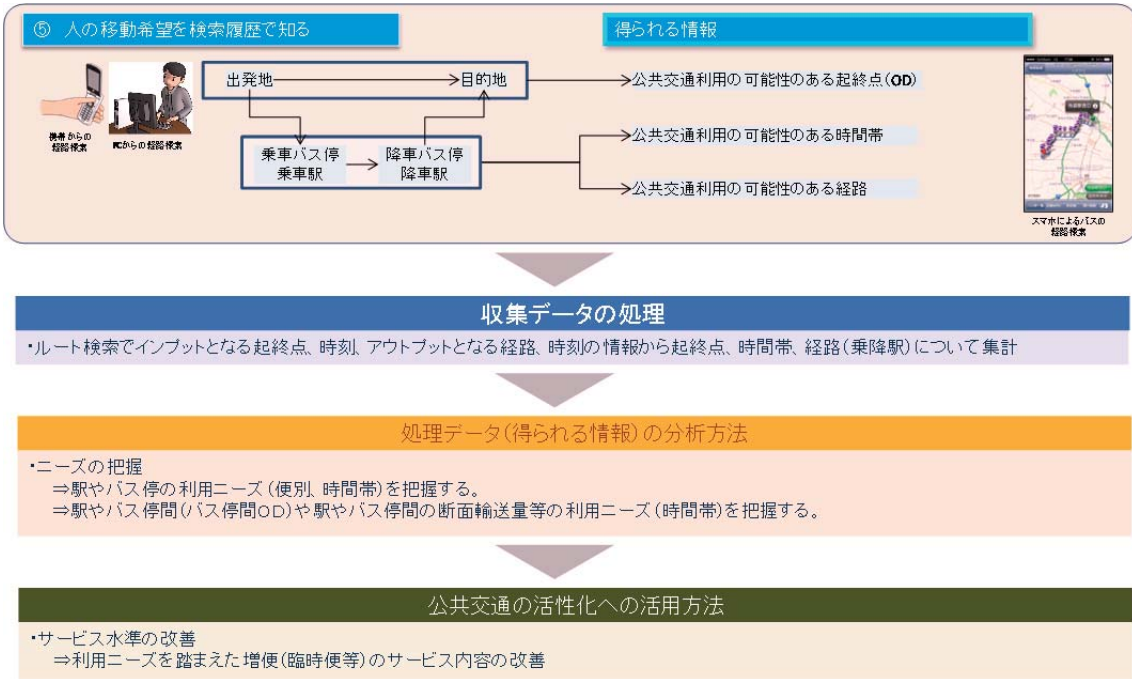 ⑤ 人の移動希望を検索履歴で知る
得られる情報
出発地
目的地
公共交通利用の可能性のある起終点(OD)
乗車バス停
乗車駅
降車バス停
降車駅
公共交通利用の可能性のある時間帯
公共交通利用の可能性のある経路
携帯からの
経路検索
PCからの経路検索
スマホによるバスの
経路検索
収集データの処理
・ルート検索でインプットとなる起終点、時刻、アウトプットとなる経路、時刻の情報から起終点、時間帯、経路(乗降駅)について集計
処理データ(得られる情報)の分析方法
・ニーズの把握
⇒駅やバス停の利用ニーズ(便別、時間帯)を把握する。
⇒駅やバス停間(バス停間OD)や駅やバス停間の断面輸送量等の利用ニーズ(時間帯)を把握する。
公共交通の活性化への活用方法
・サービス水準の改善
⇒利用ニーズを踏まえた増便(臨時便等)のサービス内容の改善